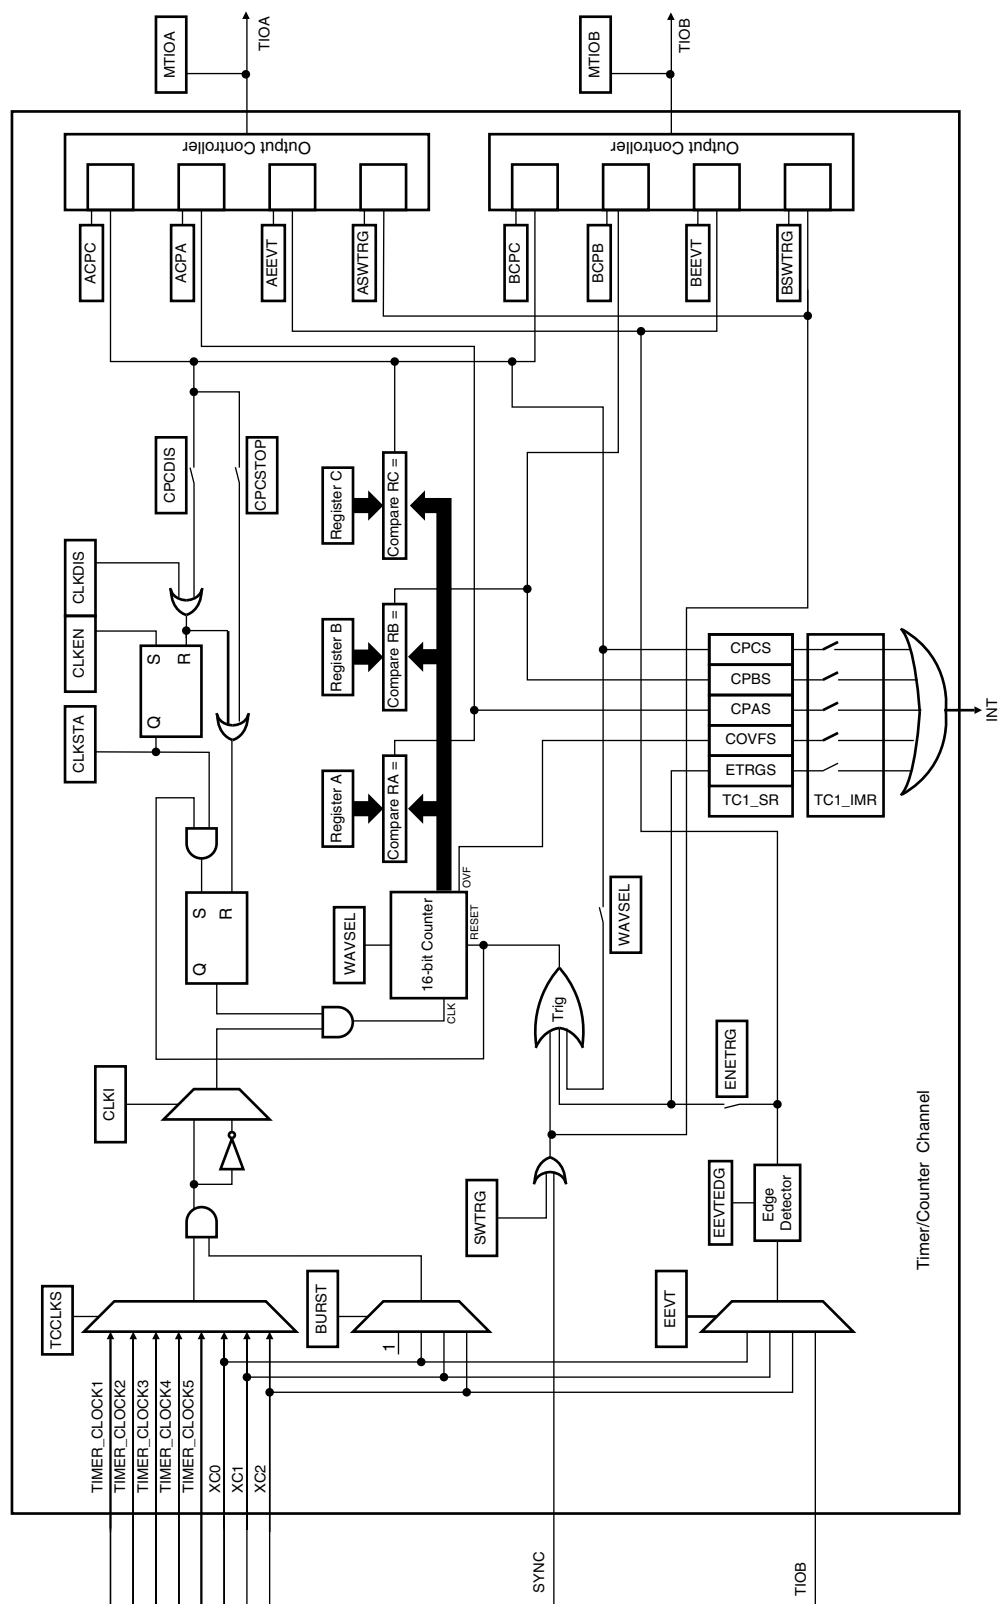 TIMER_CLOCK1
TIMER_CLOCK2
TIMER_CLOCK3
TIMER_CLOCK4
TIMER_CLOCK5
XC0
XC1
XC2
TCCLKS
CLKI
CLKSTA
CLKEN
CLKDIS
Q
S
R
Q
S
R
CPCDIS
CPCSTOP
ACPC
ACPA
AEEVT
ASWTRG
Output Controller
MTIOA
TIOA
BURST
1
WAVSEL
16-bit Counter
CLK
RESET
OVF
Register A
Register B
Register C
Compare RA =
Compare RB =
Compare RC =
BCPC
BCPB
BEEVT
BSWTRG
Output Controller
MTIOB
TIOB
SYNC
SWTRG
Trig
WAVSEL
EEVT
EEVTEDG
Edge
Detector
ENETRG
TIOB
CPCS
CPBS
CPAS
COVFS
ETRGS
TC1_SR
TC1_IMR
INT
Timer/Counter Channel